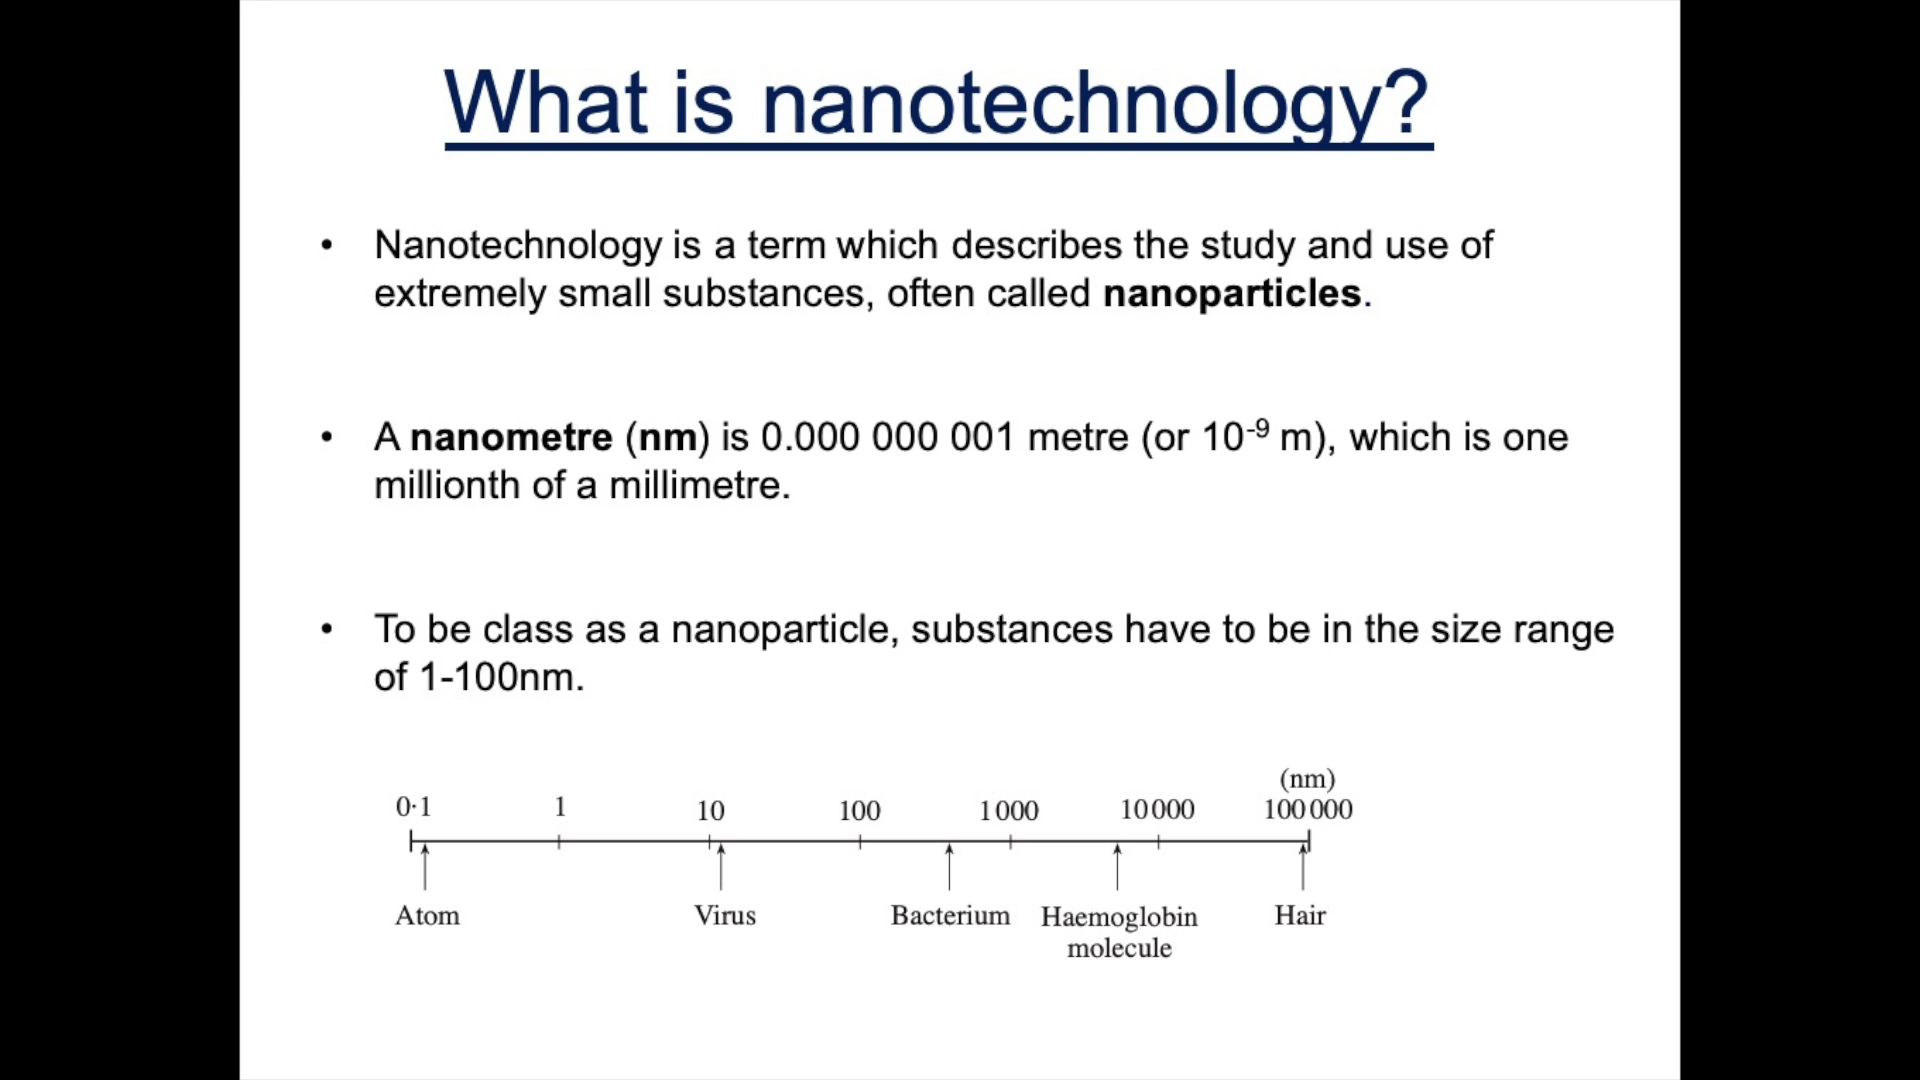 What is nanotechnology?
• Nanotechnology is a term which describes the study and use of
extremely small substances, often called nanoparticles.
• A nanometre (nm) is 0.000 000 001 metre (or 10⁻⁹ m), which is one
millionth of a millimetre.
• To be class as a nanoparticle, substances have to be in the size range
of 1-100nm.
(nm)
0·1 1 10 100 1000 10000 100000
Atom Virus Bacterium Haemoglobin Hair
molecule